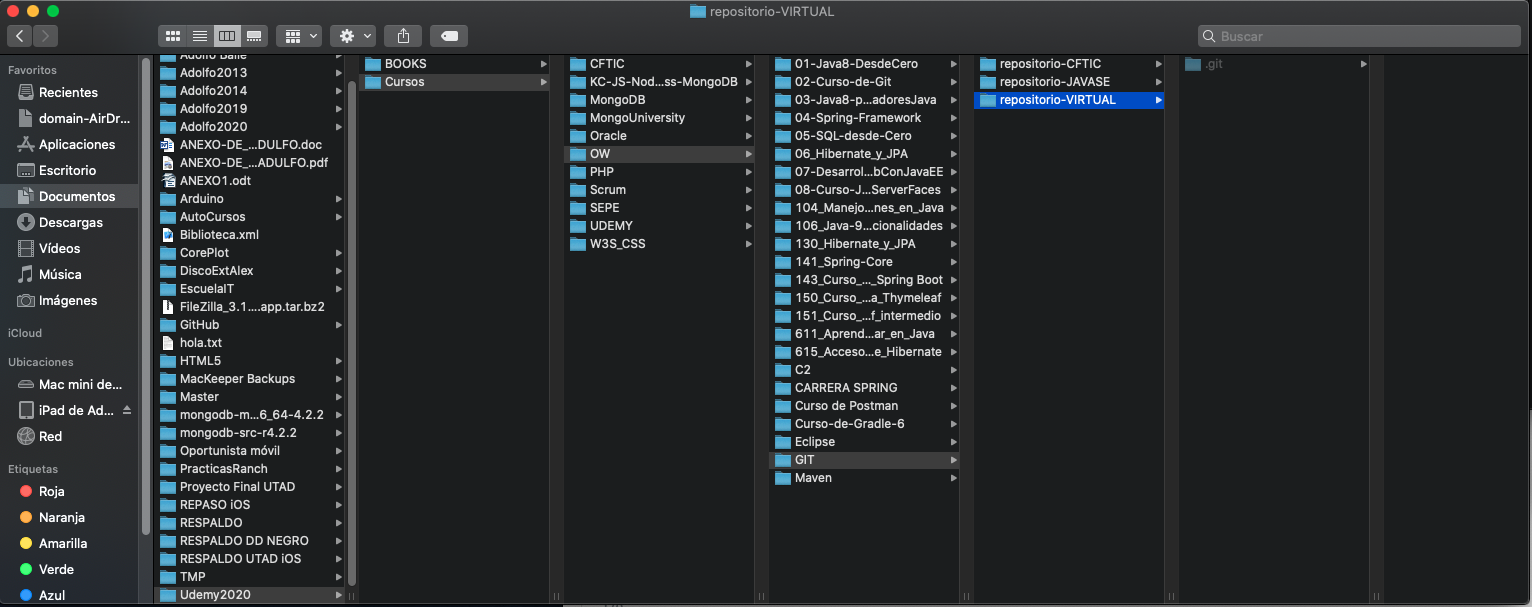 repositorio-VIRTUAL
Buscar
Favoritos
Recientes
domain-AirDr...
Aplicaciones
Escritorio
Documentos
Descargas
Vídeos
Música
Imágenes
iCloud
Ubicaciones
Mac mini de...
iPad de Ad...
Red
Etiquetas
Roja
Naranja
Amarilla
Verde
Azul
Adolfo Baile
Adolfo2013
Adolfo2014
Adolfo2019
Adolfo2020
ANEXO-DE_...DULFO.doc
ANEXO-DE_...ADULFO.pdf
ANEXO1.odt
Arduino
AutoCursos
Biblioteca.xml
CorePlot
DiscoExtAlex
EscuelaIT
FileZilla_3.1....app.tar.bz2
GitHub
hola.txt
HTML5
MacKeeper Backups
Master
mongodb-m...6_64-4.2.2
mongodb-src-r4.2.2
Oportunista móvil
PracticasRanch
Proyecto Final UTAD
REPASO iOS
RESPALDO
RESPALDO DD NEGRO
RESPALDO UTAD iOS
TMP
Udemy2020
BOOKS
Cursos
CFTIC
KC-JS-Nod...ss-MongoDB
MongoDB
MongoUniversity
Oracle
OW
PHP
Scrum
SEPE
UDEMY
W3S_CSS
01-Java8-DesdeCero
02-Curso-de-Git
03-Java8-p...adoresJava
04-Spring-Framework
05-SQL-desde-Cero
06_Hibernate_y_JPA
07-Desarrol...bConJavaEE
08-Curso-J...ServerFaces
104_Manejo...nes_en_Java
106_Java-9...cionalidades
130_Hibernate_y_JPA
141_Spring-Core
143_Curso_..._Spring Boot
150_Curso_...a_Thymeleaf
151_Curso_...f_intermedio
611_Aprend...ar_en_Java
615_Acceso...e_Hibernate
C2
CARRERA SPRING
Curso de Postman
Curso-de-Gradle-6
Eclipse
GIT
Maven
repositorio-CFTIC
repositorio-JAVASE
repositorio-VIRTUAL
.git